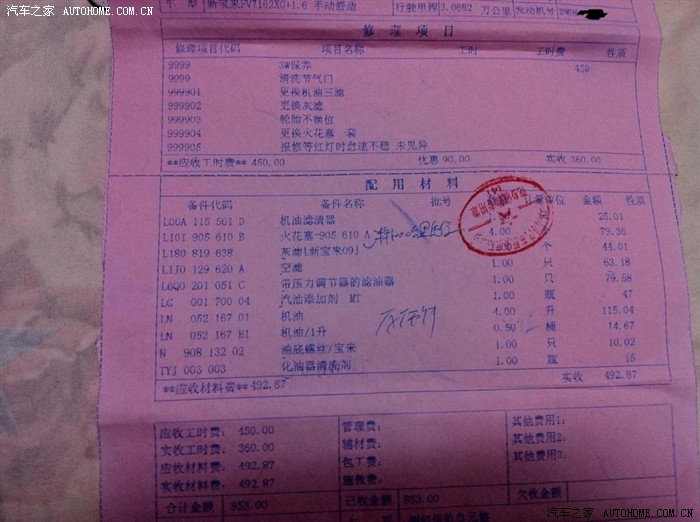 汽车之家 AUTOHOME.COM.CN
车 型 新宝来FV7162XG+1.6 手动舒适 行驶里程 3.0682 万公里 发动机号
修 理 项 目
修理项目代码 项目名称 工时 工时费 性质
9999 3W保养 450
9999 清洗节气门
999901 更换机油三滤
999902 更换灰滤
999903 轮胎不换位
999904 更换火花塞 一套
999905 报修等红灯时怠速不稳 未见异
**应收工时费** 450.00 优惠 90.00 实收 360.00
配 用 材 料
备件代码 备件名称 批号 单位 金额 性质
L06A 115 561 D 机油滤清器 25.01
L101 905 610 B 火花塞-905 610 A 4.00 79.36
L180 819 638 灰滤[新宝来09] 个 44.01
L1J0 129 620 A 空滤 1.00 只 63.18
L6Q0 201 051 C 带压力调节器的滤油器 1.00 只 79.58
LG 001 700 04 汽油添加剂 MT 1.00 瓶 47
LN 052 167 01 机油 4.00 升 115.04
LN 052 167 E1 机油/1升 0.50 桶 14.67
N 908 132 02 油底螺丝/宝来 1.00 只 10.02
TYJ 003 003 化油器清洗剂 1.00 瓶 15
**应收材料费** 492.87 实收 492.87
应收工时费: 450.00 管理费: 其他费用1:
实收工时费: 360.00 辅材费: 其他费用2:
应收材料费: 492.87 包工费: 其他费用3:
实收材料费: 492.87 施救费:
合计金额 853.00 已收金额 853.00 欠收金额
汽车之家 AUTOHOME.COM.CN